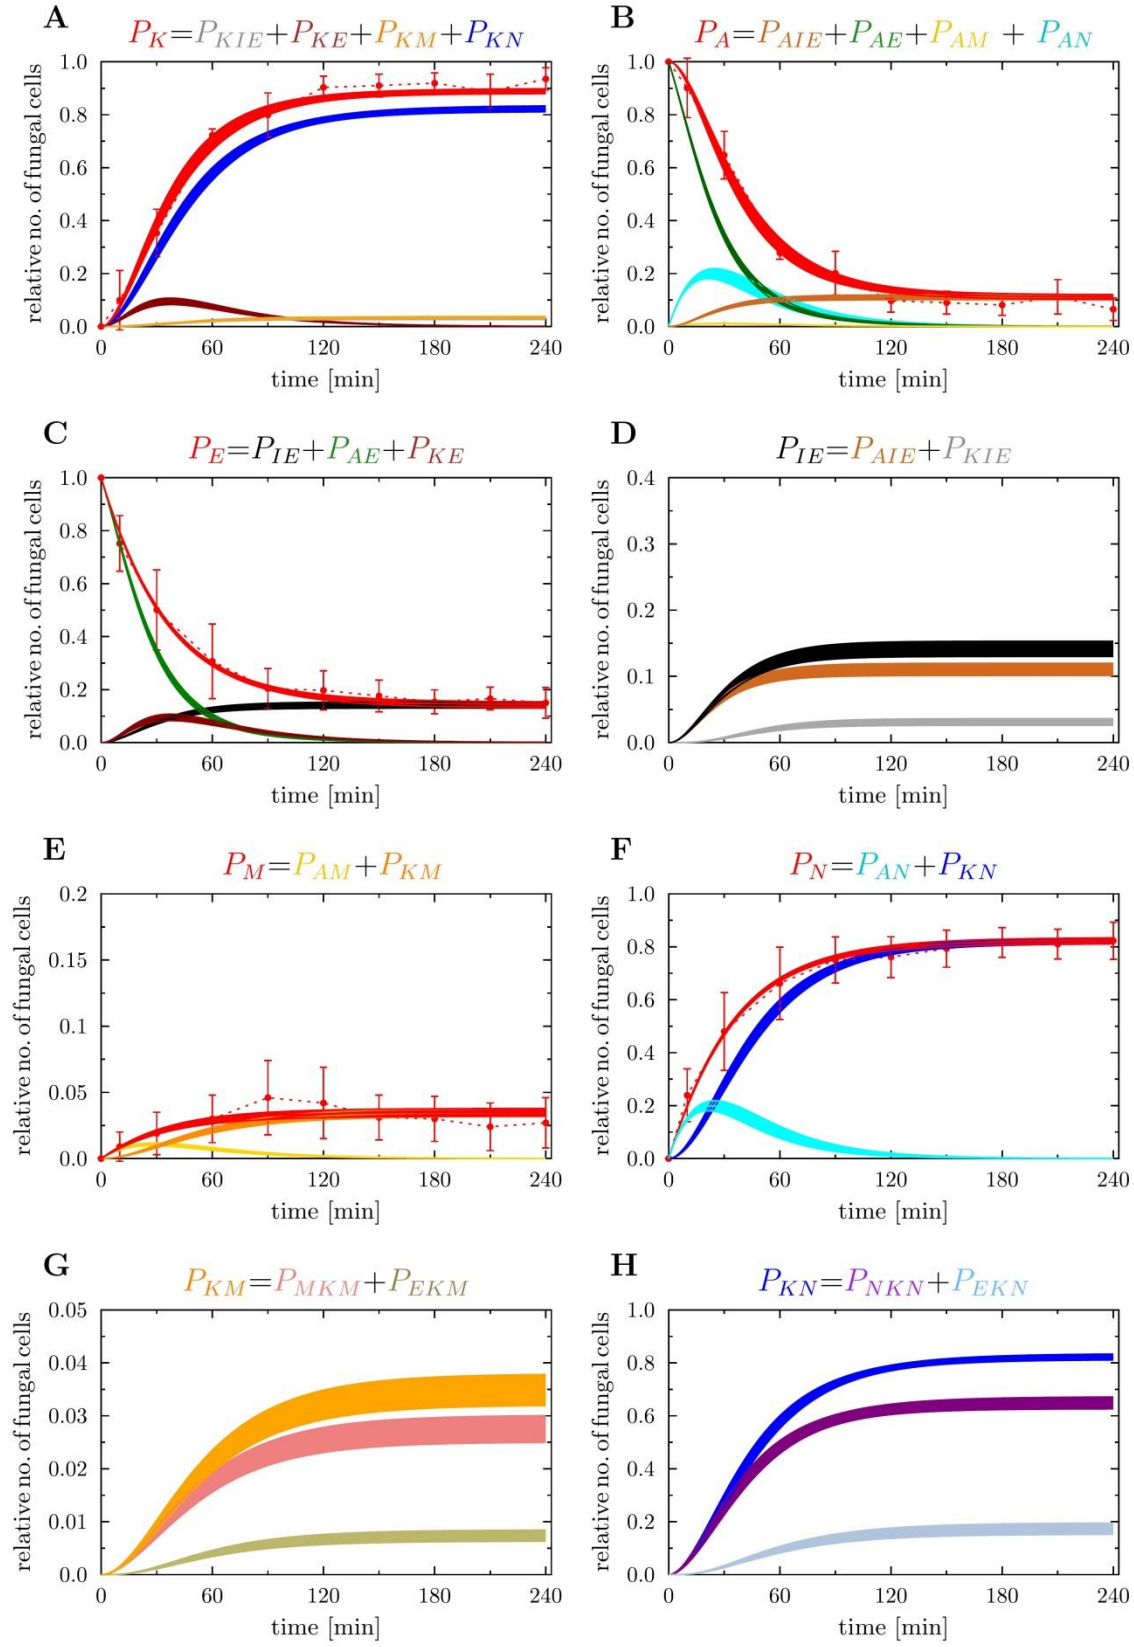 A
P_K=P_KIE+P_KE+P_KM+P_KN
relative no. of fungal cells
1.0
0.8
0.6
0.4
0.2
0.0
0 60 120 180 240
time [min]
B
P_A=P_AIE+P_AE+P_AM + P_AN
relative no. of fungal cells
1.0
0.8
0.6
0.4
0.2
0.0
0 60 120 180 240
time [min]
C
P_E=P_IE+P_AE+P_KE
relative no. of fungal cells
1.0
0.8
0.6
0.4
0.2
0.0
0 60 120 180 240
time [min]
D
P_IE=P_AIE+P_KIE
relative no. of fungal cells
0.4
0.3
0.2
0.1
0.0
0 60 120 180 240
time [min]
E
P_M=P_AM+P_KM
relative no. of fungal cells
0.2
0.15
0.1
0.05
0.0
0 60 120 180 240
time [min]
F
P_N=P_AN+P_KN
relative no. of fungal cells
1.0
0.8
0.6
0.4
0.2
0.0
0 60 120 180 240
time [min]
G
P_KM=P_MKM+P_EKM
relative no. of fungal cells
0.05
0.04
0.03
0.02
0.01
0.0
0 60 120 180 240
time [min]
H
P_KN=P_NKN+P_EKN
relative no. of fungal cells
1.0
0.8
0.6
0.4
0.2
0.0
0 60 120 180 240
time [min]